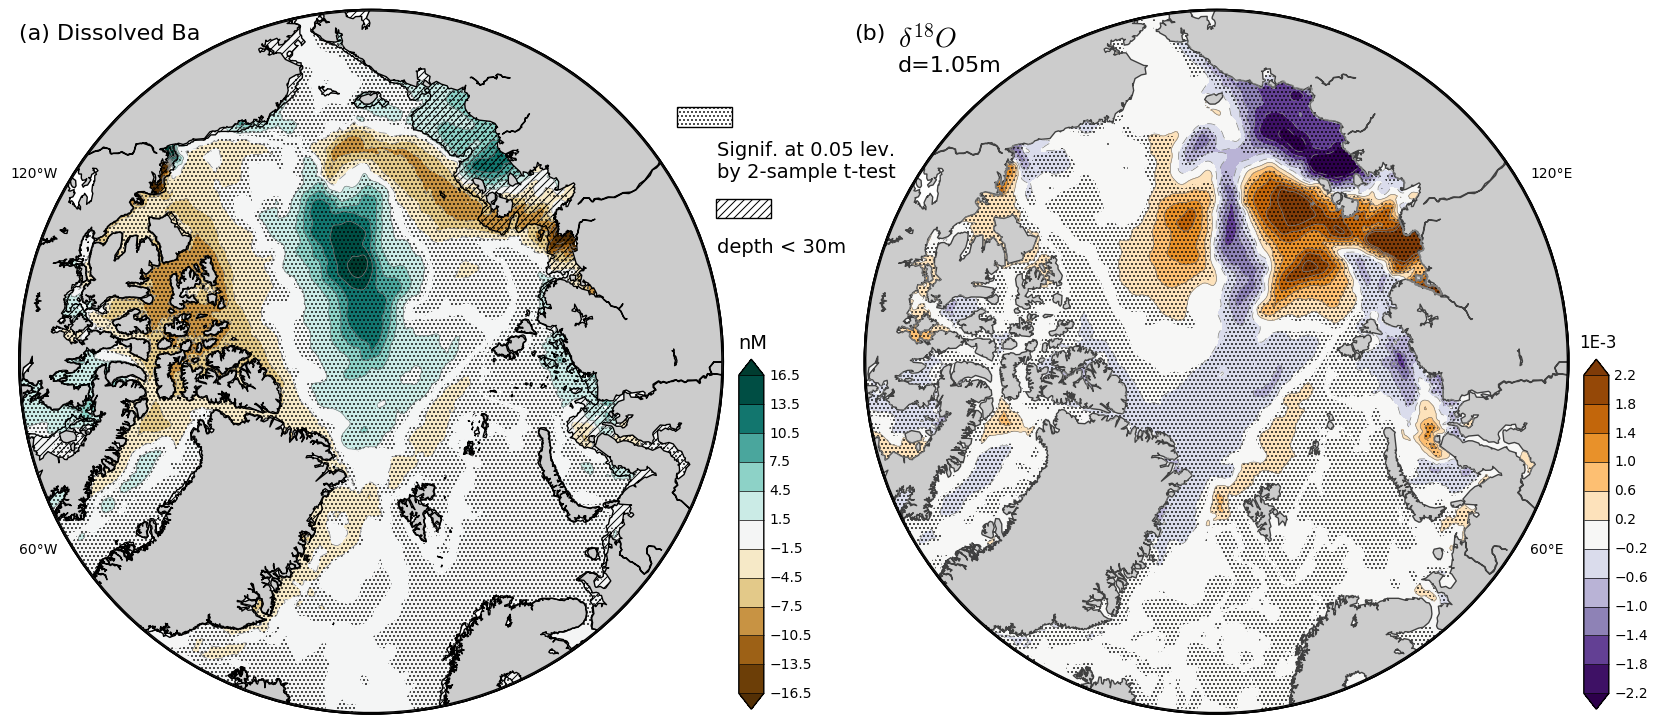 (a) Dissolved Ba
(b) δ¹⁸O
d=1.05m
Signif. at 0.05 lev.
by 2-sample t-test
depth < 30m
120°W
60°W
120°E
60°E
nM
16.5
13.5
10.5
7.5
4.5
1.5
−1.5
−4.5
−7.5
−10.5
−13.5
−16.5
1E-3
2.2
1.8
1.4
1.0
0.6
0.2
−0.2
−0.6
−1.0
−1.4
−1.8
−2.2